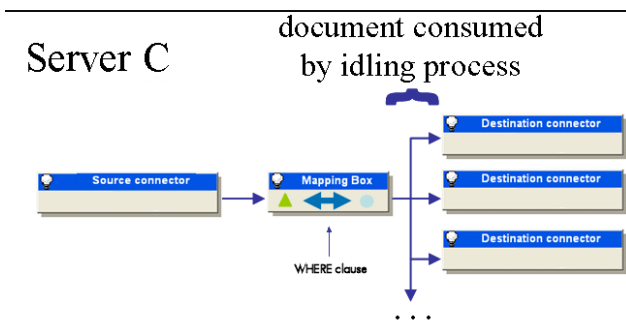 Server C
document consumed
by idling process
Destination connector
Source connector
Mapping Box
Destination connector
WHERE clause
Destination connector
. . .